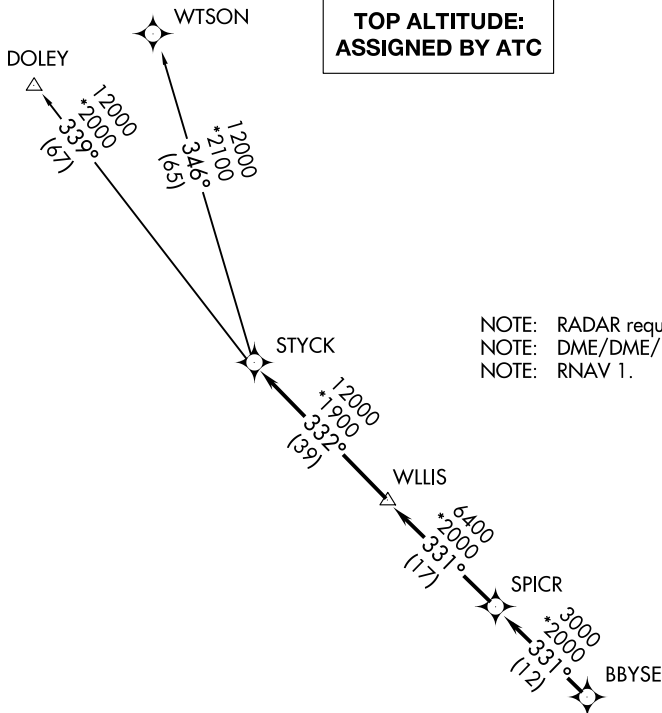 WTSON
TOP ALTITUDE:
ASSIGNED BY ATC
DOLEY
12000
*2000
339°
(67)
12000
*2100
346°
(65)
NOTE: RADAR requ
NOTE: DME/DME/
NOTE: RNAV 1.
STYCK
12000
*1900
332°
(39)
WLLIS
6400
*2000
331°
(17)
SPICR
3000
*2000
331°
(12)
BBYSE